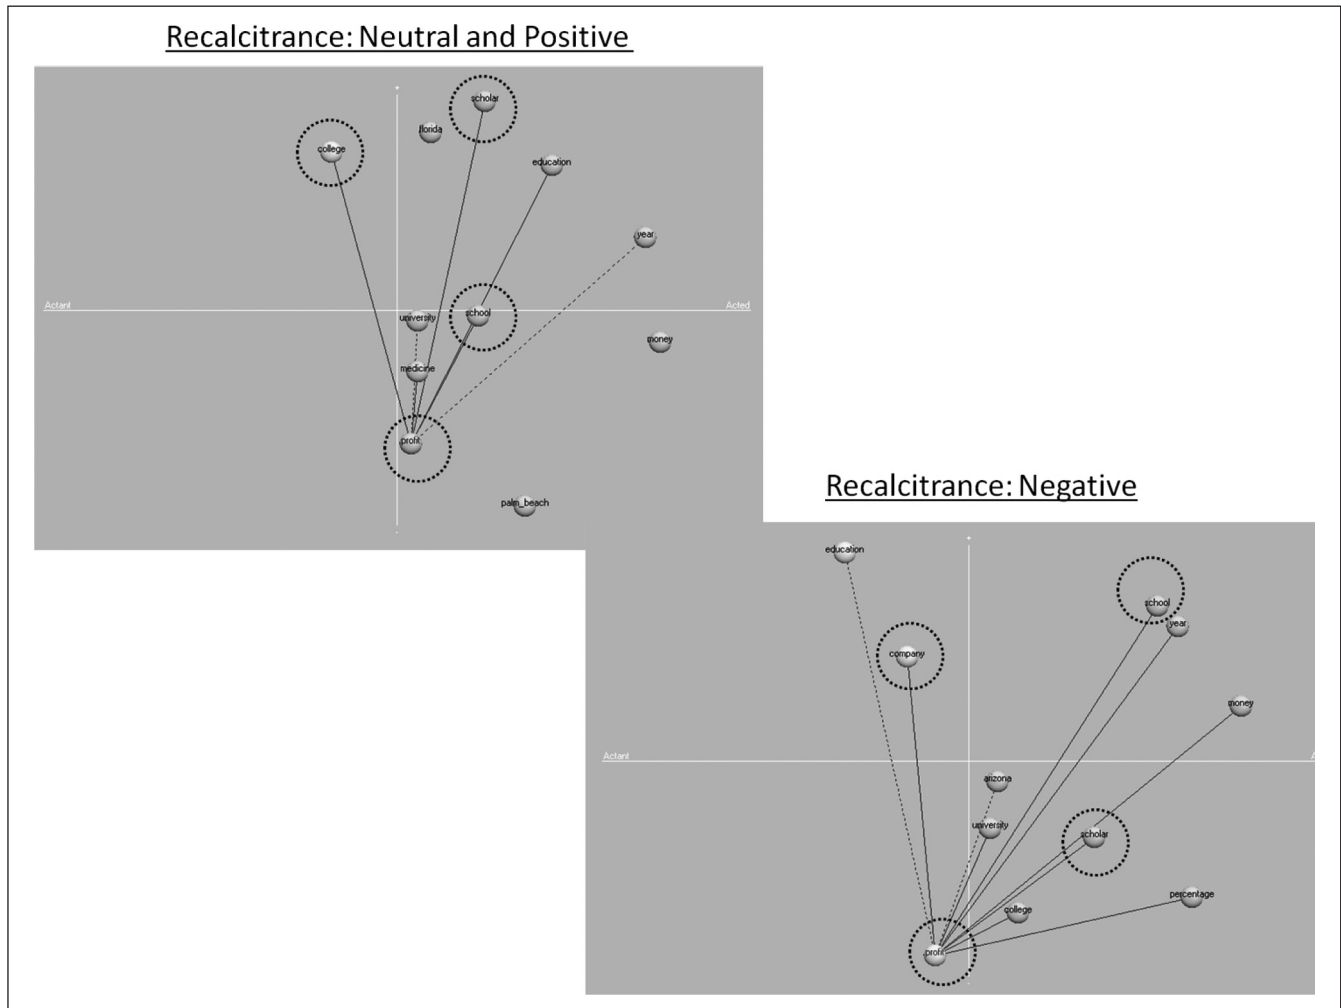 Recalcitrance: Neutral and Positive
scholar
florida
college
education
year
Actant
Acted
university
school
money
medicine
profit
palm_beach
Recalcitrance: Negative
education
school
year
company
money
Actant
A
arizona
university
scholar
percentage
college
profit